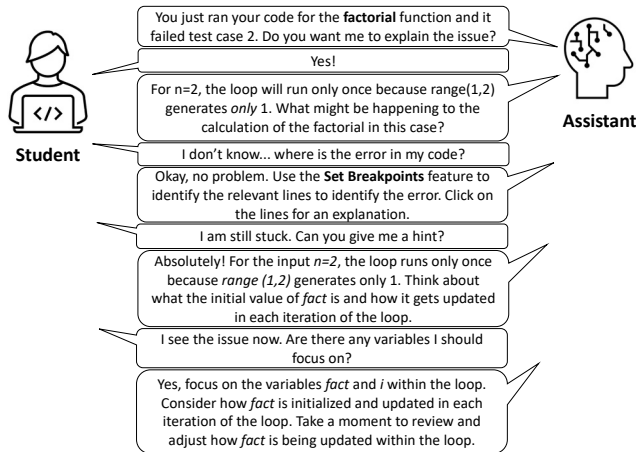 You just ran your code for the factorial function and it
failed test case 2. Do you want me to explain the issue?
Yes!
For n=2, the loop will run only once because range(1,2)
generates only 1. What might be happening to the
calculation of the factorial in this case?
</>
Student
Assistant
I don't know... where is the error in my code?
Okay, no problem. Use the Set Breakpoints feature to
identify the relevant lines to identify the error. Click on
the lines for an explanation.
I am still stuck. Can you give me a hint?
Absolutely! For the input n=2, the loop runs only once
because range (1,2) generates only 1. Think about
what the initial value of fact is and how it gets updated
in each iteration of the loop.
I see the issue now. Are there any variables I should
focus on?
Yes, focus on the variables fact and i within the loop.
Consider how fact is initialized and updated in each
iteration of the loop. Take a moment to review and
adjust how fact is being updated within the loop.